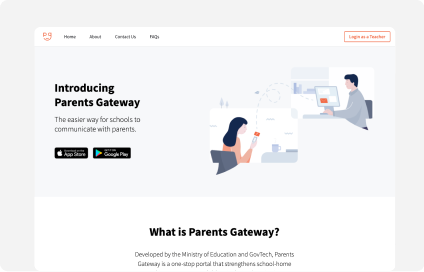 Home About Contact Us FAQs Login as a Teacher
Introducing
Parents Gateway
The easier way for schools to
communicate with parents.
Download on the App Store GET IT ON Google Play
What is Parents Gateway?
Developed by the Ministry of Education and GovTech, Parents
Gateway is a one-stop portal that strengthens school-home